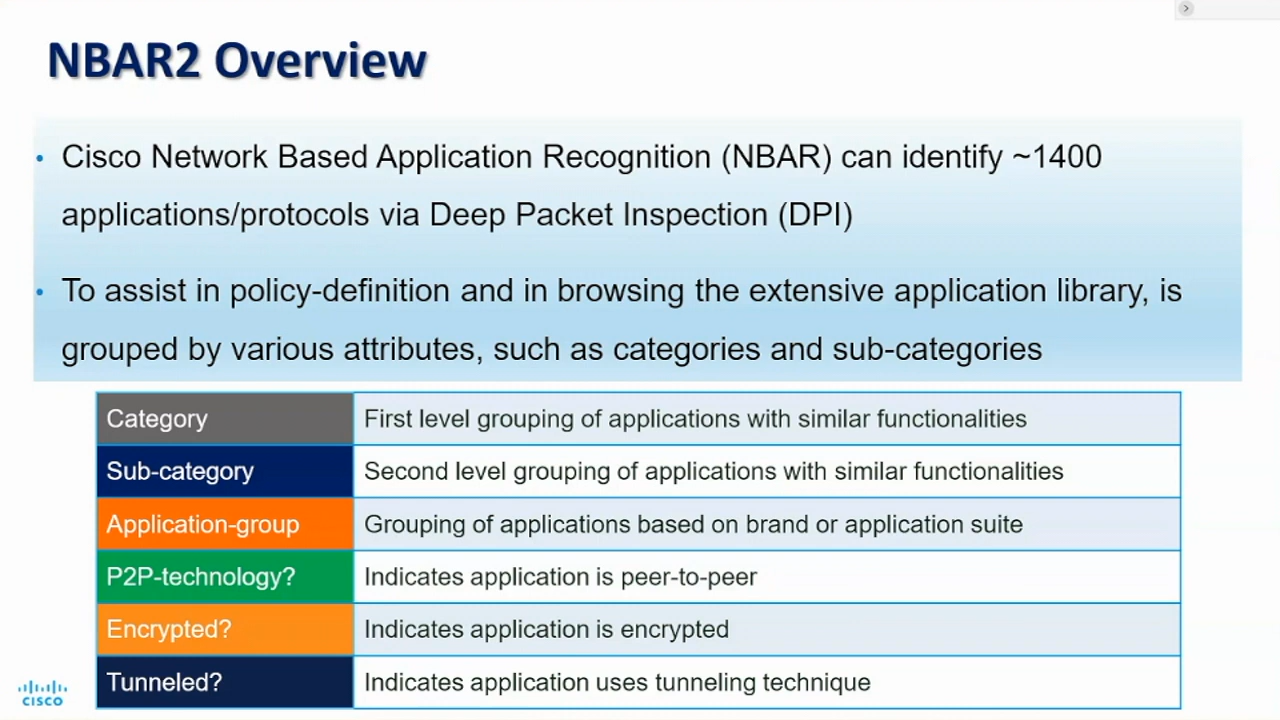 NBAR2 Overview
• Cisco Network Based Application Recognition (NBAR) can identify ~1400
applications/protocols via Deep Packet Inspection (DPI)
• To assist in policy-definition and in browsing the extensive application library, is
grouped by various attributes, such as categories and sub-categories
Category First level grouping of applications with similar functionalities
Sub-category Second level grouping of applications with similar functionalities
Application-group Grouping of applications based on brand or application suite
P2P-technology? Indicates application is peer-to-peer
Encrypted? Indicates application is encrypted
Tunneled? Indicates application uses tunneling technique
CISCO